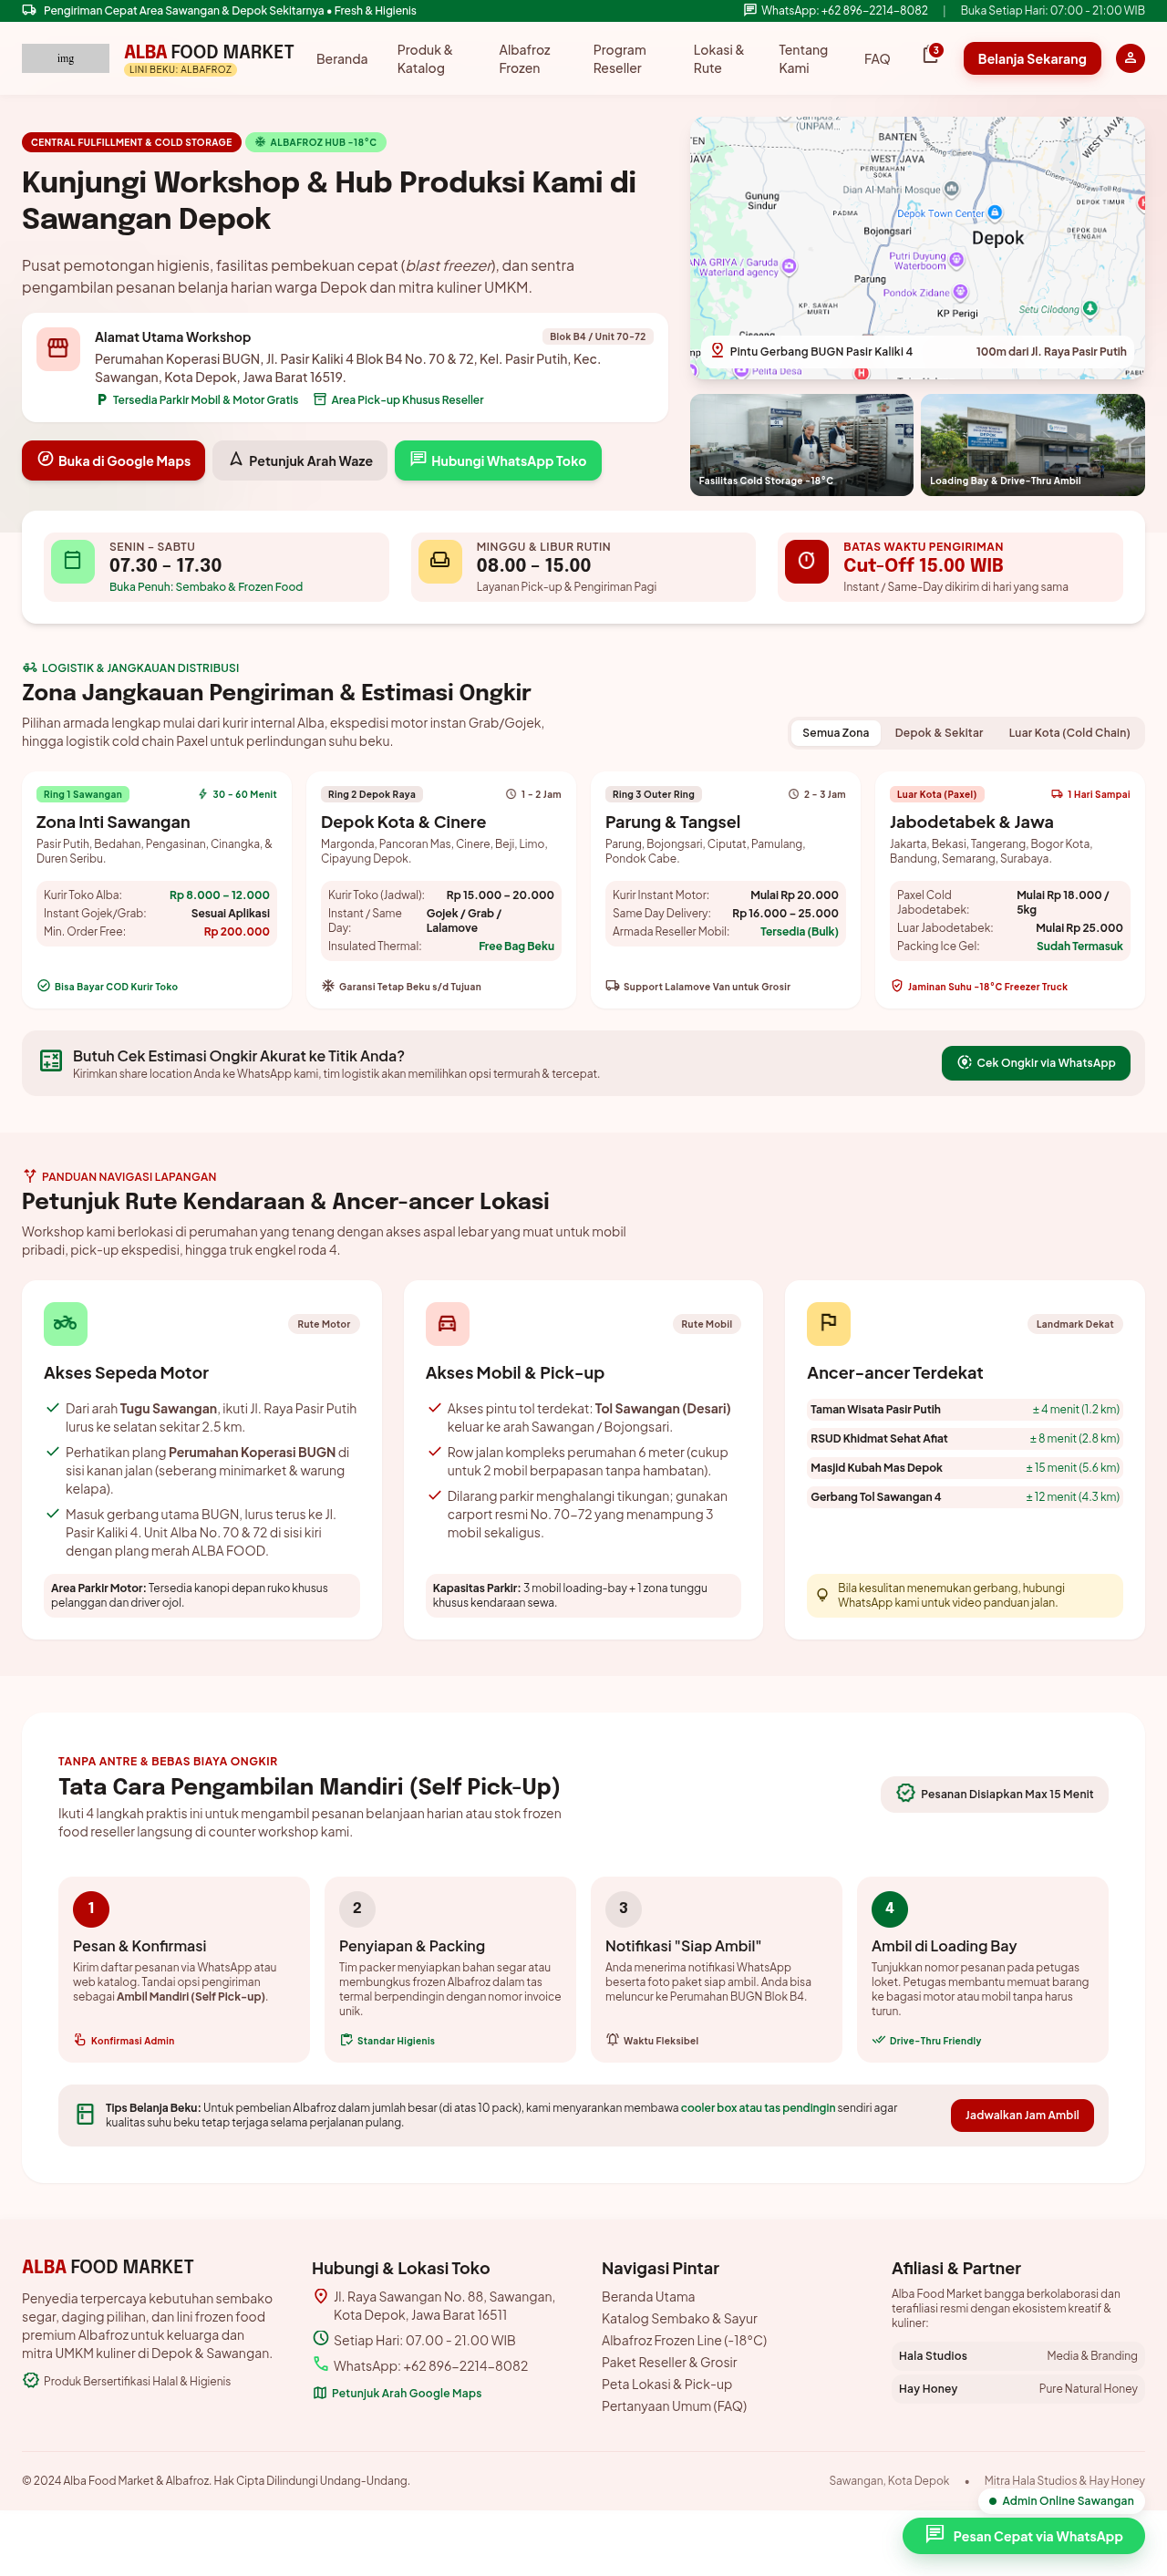 Pengiriman Cepat Area Sawangan & Depok Sekitarnya • Fresh & Higienis
WhatsApp: +62 896-2214-8082 | Buka Setiap Hari: 07:00 - 21:00 WIB
img
ALBA FOOD MARKET
LINI BEKU: ALBAFROZ
Beranda
Produk & Katalog
Albafroz Frozen
Program Reseller
Lokasi & Rute
Tentang Kami
FAQ
3
Belanja Sekarang
CENTRAL FULFILLMENT & COLD STORAGE
ALBAFROZ HUB -18°C
Kunjungi Workshop & Hub Produksi Kami di
Sawangan Depok
Pusat pemotongan higienis, fasilitas pembekuan cepat (blast freezer), dan sentra
pengambilan pesanan belanja harian warga Depok dan mitra kuliner UMKM.
Alamat Utama Workshop
Blok B4 / Unit 70-72
Perumahan Koperasi BUGN, Jl. Pasir Kaliki 4 Blok B4 No. 70 & 72, Kel. Pasir Putih, Kec.
Sawangan, Kota Depok, Jawa Barat 16519.
Tersedia Parkir Mobil & Motor Gratis
Area Pick-up Khusus Reseller
Buka di Google Maps
Petunjuk Arah Waze
Hubungi WhatsApp Toko
Campus 2
(UNPAM...
BANTEN
WEST JAVA
WEST JAVA
PERUMAHAN
SOKA
Dian Al-Mahri Mosque
Gunung
Sindur
PADMA
Depok Town Center
DEPOK TIMUR
DEPOK DUA
TENGAH
Bojongsari
Depok
ANA GRIYA / Garuda
Waterland agency
Putri Duyung
Waterboom
Parung
Pondok Zidane
KP. SAWAH
MURTI
KP Perigi
Setu Cilodong
Ciseeng
Pelita Desa
Pintu Gerbang BUGN Pasir Kaliki 4
100m dari Jl. Raya Pasir Putih
Fasilitas Cold Storage -18°C
Loading Bay & Drive-Thru Ambil
SENIN - SABTU
07.30 - 17.30
Buka Penuh: Sembako & Frozen Food
MINGGU & LIBUR RUTIN
08.00 - 15.00
Layanan Pick-up & Pengiriman Pagi
BATAS WAKTU PENGIRIMAN
Cut-Off 15.00 WIB
Instant / Same-Day dikirim di hari yang sama
LOGISTIK & JANGKAUAN DISTRIBUSI
Zona Jangkauan Pengiriman & Estimasi Ongkir
Pilihan armada lengkap mulai dari kurir internal Alba, ekspedisi motor instan Grab/Gojek,
hingga logistik cold chain Paxel untuk perlindungan suhu beku.
Semua Zona
Depok & Sekitar
Luar Kota (Cold Chain)
Ring 1 Sawangan
30 - 60 Menit
Zona Inti Sawangan
Pasir Putih, Bedahan, Pengasinan, Cinangka, &
Duren Seribu.
Kurir Toko Alba: Rp 8.000 - 12.000
Instant Gojek/Grab: Sesuai Aplikasi
Min. Order Free: Rp 200.000
Bisa Bayar COD Kurir Toko
Ring 2 Depok Raya
1 - 2 Jam
Depok Kota & Cinere
Margonda, Pancoran Mas, Cinere, Beji, Limo,
Cipayung Depok.
Kurir Toko (Jadwal): Rp 15.000 - 20.000
Instant / Same Day: Gojek / Grab / Lalamove
Insulated Thermal: Free Bag Beku
Garansi Tetap Beku s/d Tujuan
Ring 3 Outer Ring
2 - 3 Jam
Parung & Tangsel
Parung, Bojongsari, Ciputat, Pamulang,
Pondok Cabe.
Kurir Instant Motor: Mulai Rp 20.000
Same Day Delivery: Rp 16.000 - 25.000
Armada Reseller Mobil: Tersedia (Bulk)
Support Lalamove Van untuk Grosir
Luar Kota (Paxel)
1 Hari Sampai
Jabodetabek & Jawa
Jakarta, Bekasi, Tangerang, Bogor Kota,
Bandung, Semarang, Surabaya.
Paxel Cold Jabodetabek: Mulai Rp 18.000 / 5kg
Luar Jabodetabek: Mulai Rp 25.000
Packing Ice Gel: Sudah Termasuk
Jaminan Suhu -18°C Freezer Truck
Butuh Cek Estimasi Ongkir Akurat ke Titik Anda?
Kirimkan share location Anda ke WhatsApp kami, tim logistik akan memilihkan opsi termurah & tercepat.
Cek Ongkir via WhatsApp
PANDUAN NAVIGASI LAPANGAN
Petunjuk Rute Kendaraan & Ancer-ancer Lokasi
Workshop kami berlokasi di perumahan yang tenang dengan akses aspal lebar yang muat untuk mobil
pribadi, pick-up ekspedisi, hingga truk engkel roda 4.
Rute Motor
Akses Sepeda Motor
Dari arah Tugu Sawangan, ikuti Jl. Raya Pasir Putih
lurus ke selatan sekitar 2.5 km.
Perhatikan plang Perumahan Koperasi BUGN di
sisi kanan jalan (seberang minimarket & warung
kelapa).
Masuk gerbang utama BUGN, lurus terus ke Jl.
Pasir Kaliki 4. Unit Alba No. 70 & 72 di sisi kiri
dengan plang merah ALBA FOOD.
Area Parkir Motor: Tersedia kanopi depan ruko khusus
pelanggan dan driver ojol.
Rute Mobil
Akses Mobil & Pick-up
Akses pintu tol terdekat: Tol Sawangan (Desari)
keluar ke arah Sawangan / Bojongsari.
Row jalan kompleks perumahan 6 meter (cukup
untuk 2 mobil berpapasan tanpa hambatan).
Dilarang parkir menghalangi tikungan; gunakan
carport resmi No. 70-72 yang menampung 3
mobil sekaligus.
Kapasitas Parkir: 3 mobil loading-bay + 1 zona tunggu
khusus kendaraan sewa.
Landmark Dekat
Ancer-ancer Terdekat
Taman Wisata Pasir Putih ± 4 menit (1.2 km)
RSUD Khidmat Sehat Afiat ± 8 menit (2.8 km)
Masjid Kubah Mas Depok ± 15 menit (5.6 km)
Gerbang Tol Sawangan 4 ± 12 menit (4.3 km)
Bila kesulitan menemukan gerbang, hubungi
WhatsApp kami untuk video panduan jalan.
TANPA ANTRE & BEBAS BIAYA ONGKIR
Tata Cara Pengambilan Mandiri (Self Pick-Up)
Ikuti 4 langkah praktis ini untuk mengambil pesanan belanjaan harian atau stok frozen
food reseller langsung di counter workshop kami.
Pesanan Disiapkan Max 15 Menit
1
Pesan & Konfirmasi
Kirim daftar pesanan via WhatsApp atau
web katalog. Tandai opsi pengiriman
sebagai Ambil Mandiri (Self Pick-up).
Konfirmasi Admin
2
Penyiapan & Packing
Tim packer menyiapkan bahan segar atau
membungkus frozen Albafroz dalam tas
termal berpendingin dengan nomor invoice
unik.
Standar Higienis
3
Notifikasi "Siap Ambil"
Anda menerima notifikasi WhatsApp
beserta foto paket siap ambil. Anda bisa
meluncur ke Perumahan BUGN Blok B4.
Waktu Fleksibel
4
Ambil di Loading Bay
Tunjukkan nomor pesanan pada petugas
loket. Petugas membantu memuat barang
ke bagasi motor atau mobil tanpa harus
turun.
Drive-Thru Friendly
Tips Belanja Beku: Untuk pembelian Albafroz dalam jumlah besar (di atas 10 pack), kami menyarankan membawa cooler box atau tas pendingin sendiri agar
kualitas suhu beku tetap terjaga selama perjalanan pulang.
Jadwalkan Jam Ambil
ALBA FOOD MARKET
Penyedia terpercaya kebutuhan sembako
segar, daging pilihan, dan lini frozen food
premium Albafroz untuk keluarga dan
mitra UMKM kuliner di Depok & Sawangan.
Produk Bersertifikasi Halal & Higienis
Hubungi & Lokasi Toko
Jl. Raya Sawangan No. 88, Sawangan,
Kota Depok, Jawa Barat 16511
Setiap Hari: 07.00 - 21.00 WIB
WhatsApp: +62 896-2214-8082
Petunjuk Arah Google Maps
Navigasi Pintar
Beranda Utama
Katalog Sembako & Sayur
Albafroz Frozen Line (-18°C)
Paket Reseller & Grosir
Peta Lokasi & Pick-up
Pertanyaan Umum (FAQ)
Afiliasi & Partner
Alba Food Market bangga berkolaborasi dan
terafiliasi resmi dengan ekosistem kreatif &
kuliner:
Hala Studios Media & Branding
Hay Honey Pure Natural Honey
© 2024 Alba Food Market & Albafroz. Hak Cipta Dilindungi Undang-Undang.
Sawangan, Kota Depok • Mitra Hala Studios & Hay Honey
Admin Online Sawangan
Pesan Cepat via WhatsApp